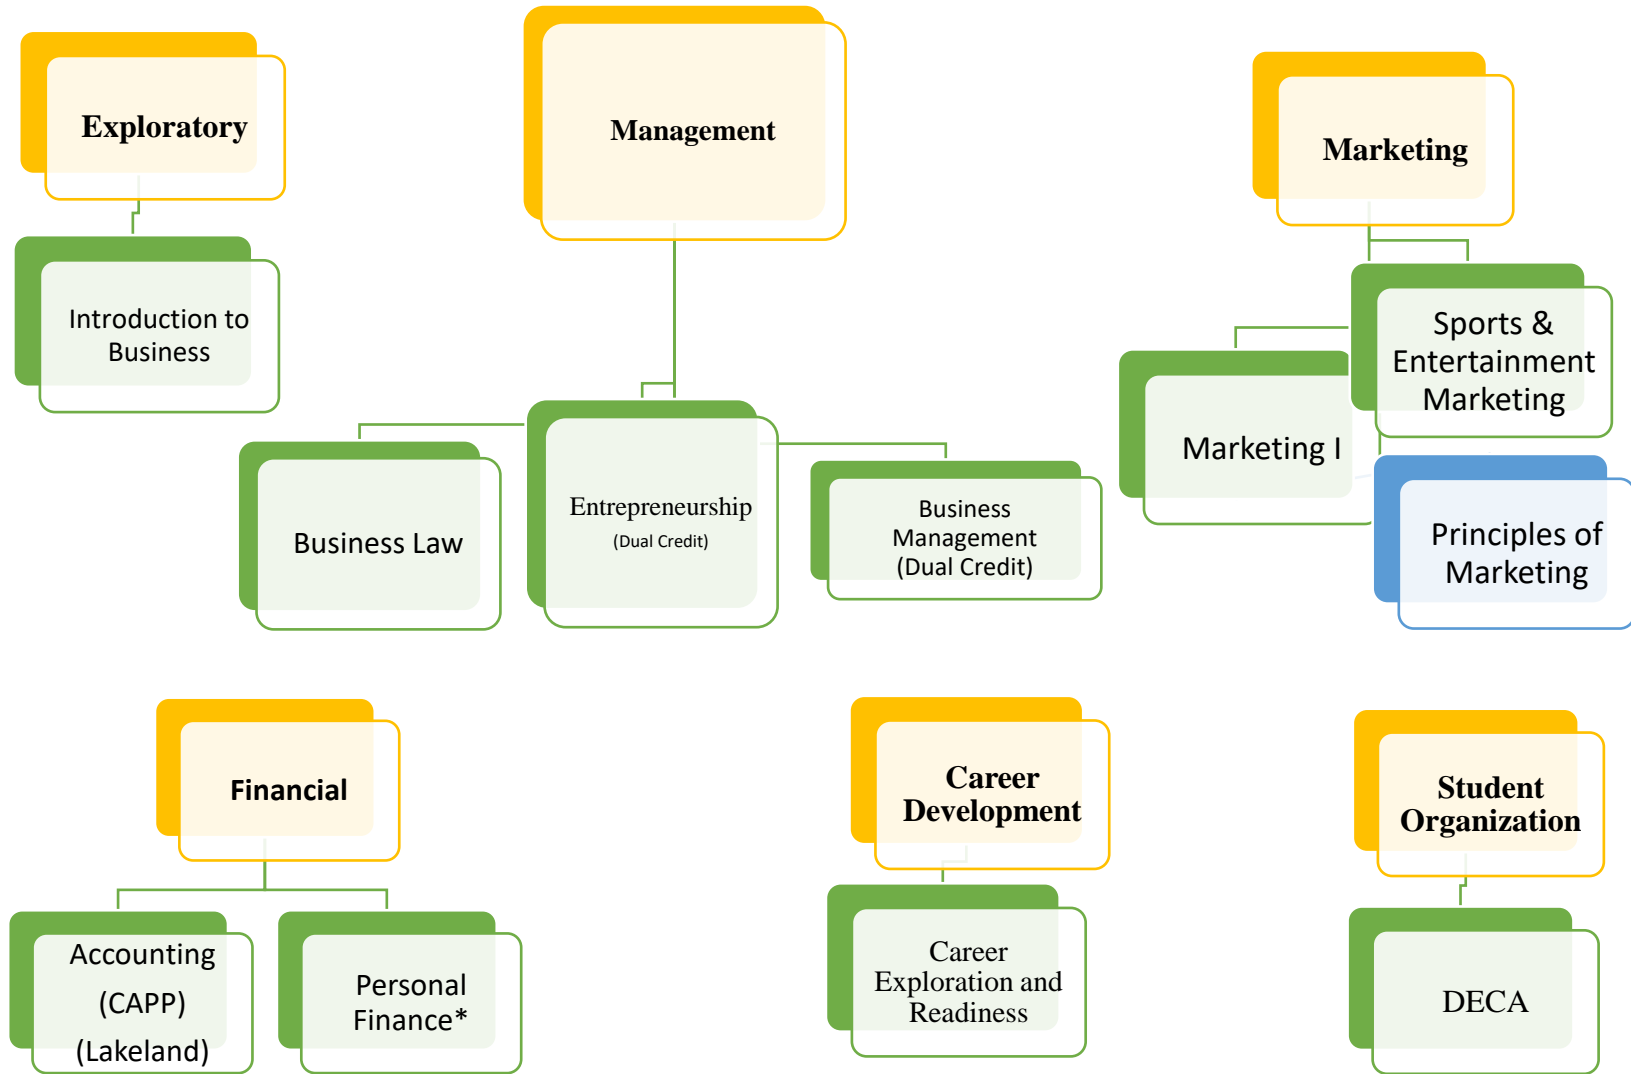 Exploratory
Introduction to
Business
Management
Business Law
Entrepreneurship
(Dual Credit)
Business
Management
(Dual Credit)
Marketing
Marketing I
Sports &
Entertainment
Marketing
Principles of
Marketing
Financial
Accounting
(CAPP)
(Lakeland)
Personal
Finance*
Career
Development
Career
Exploration and
Readiness
Student
Organization
DECA